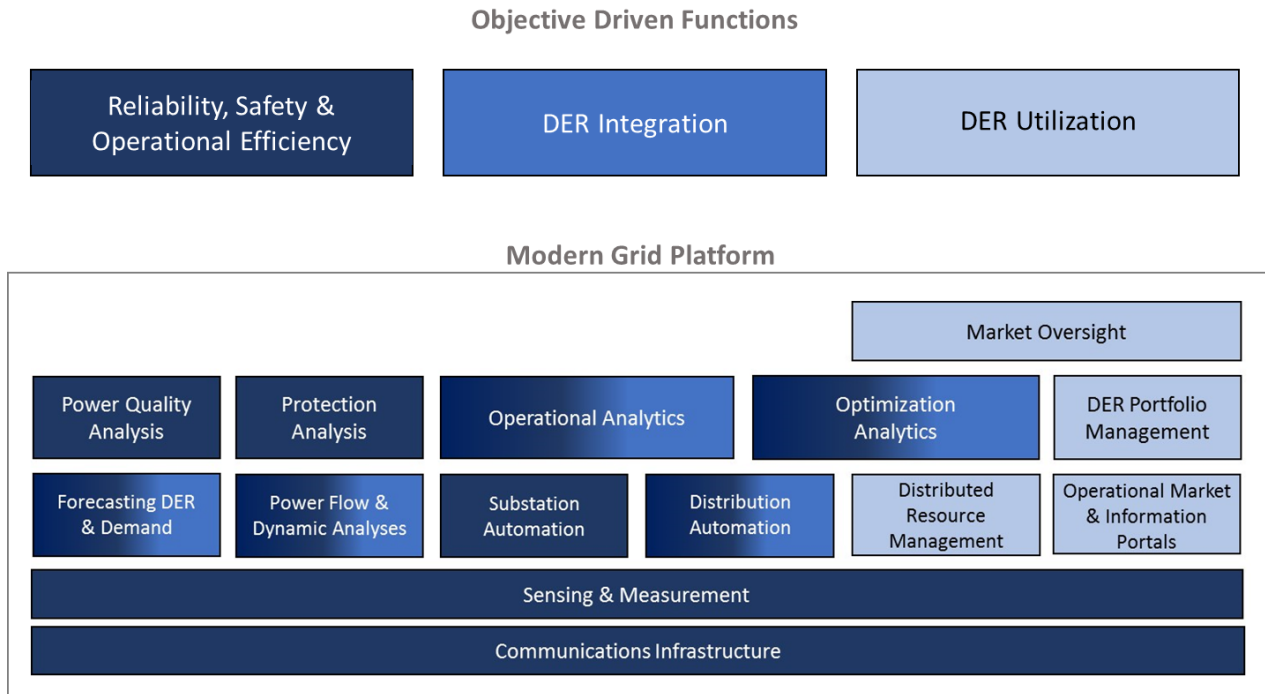 Objective Driven Functions
Reliability, Safety &
Operational Efficiency
DER Integration
DER Utilization
Modern Grid Platform
Market Oversight
Power Quality
Analysis
Protection
Analysis
Operational Analytics
Optimization
Analytics
DER Portfolio
Management
Forecasting DER
& Demand
Power Flow &
Dynamic Analyses
Substation
Automation
Distribution
Automation
Distributed
Resource
Management
Operational Market
& Information
Portals
Sensing & Measurement
Communications Infrastructure